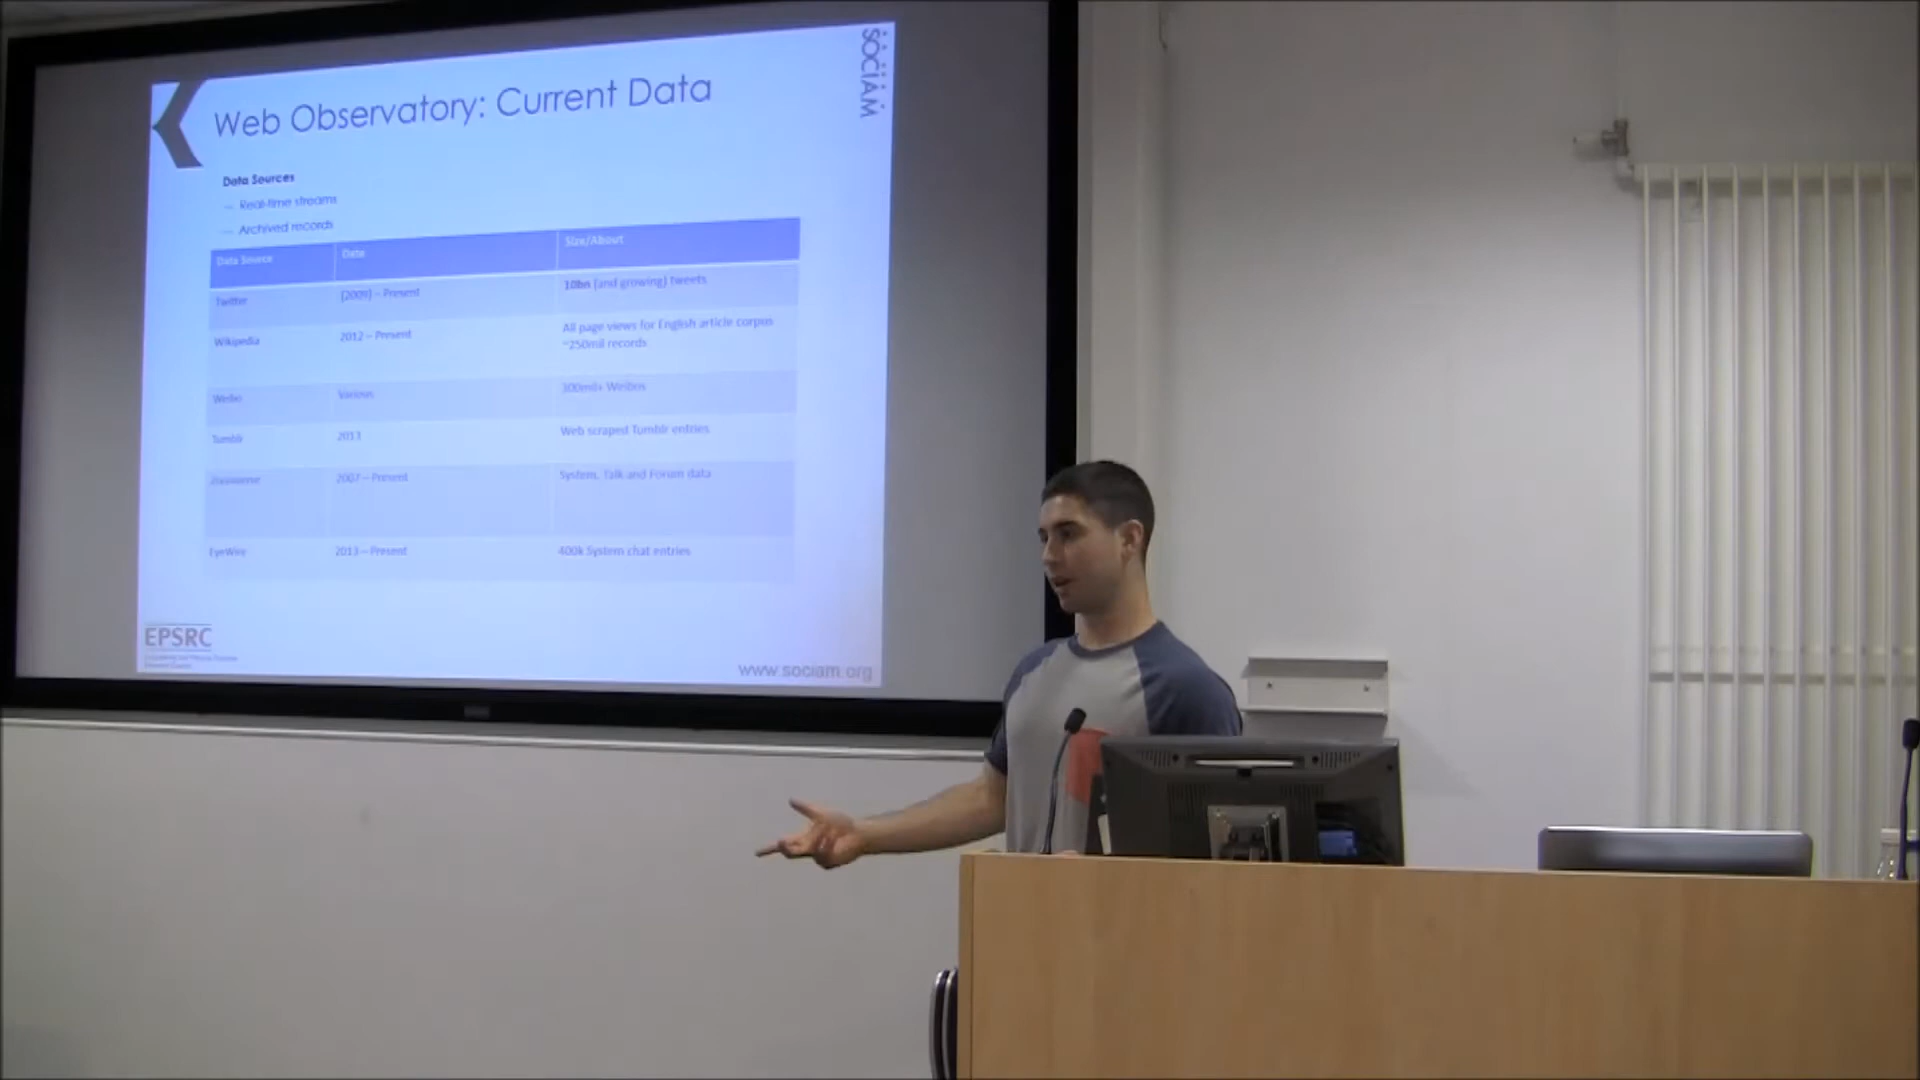 SOCIAM
Web Observatory: Current Data
Data Sources
— Real-time streams
— Archived records
Data Source Data Size/About
Twitter (2009) – Present 10bn (and growing) Tweets
Wikipedia 2012 – Present All page views for English article corpus
~250mil records
Weibo Various 300mil+ Weibos
Tumblr 2013 Web scraped Tumblr entries
Zooniverse 2007 – Present System, Talk and Forum data
EyeWire 2013 – Present 400k System chat entries
EPSRC
www.sociam.org